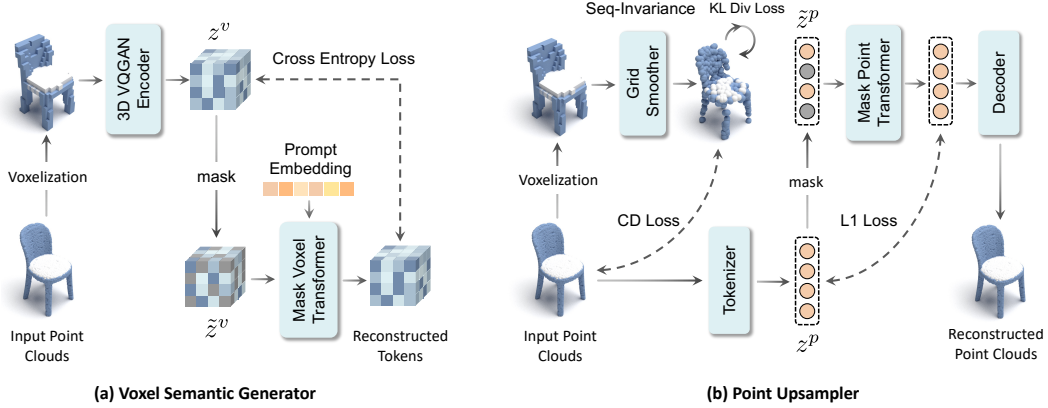 3D VQGAN
Encoder
z^v
Cross Entropy Loss
Voxelization
mask
Prompt
Embedding
Mask Voxel
Transformer
z̃^v
Input Point
Clouds
Reconstructed
Tokens
(a) Voxel Semantic Generator
Seq-Invariance
KL Div Loss
z̃^p
Grid
Smoother
Mask Point
Transformer
Decoder
Voxelization
mask
CD Loss
L1 Loss
Tokenizer
z^p
Input Point
Clouds
Reconstructed
Point Clouds
(b) Point Upsampler